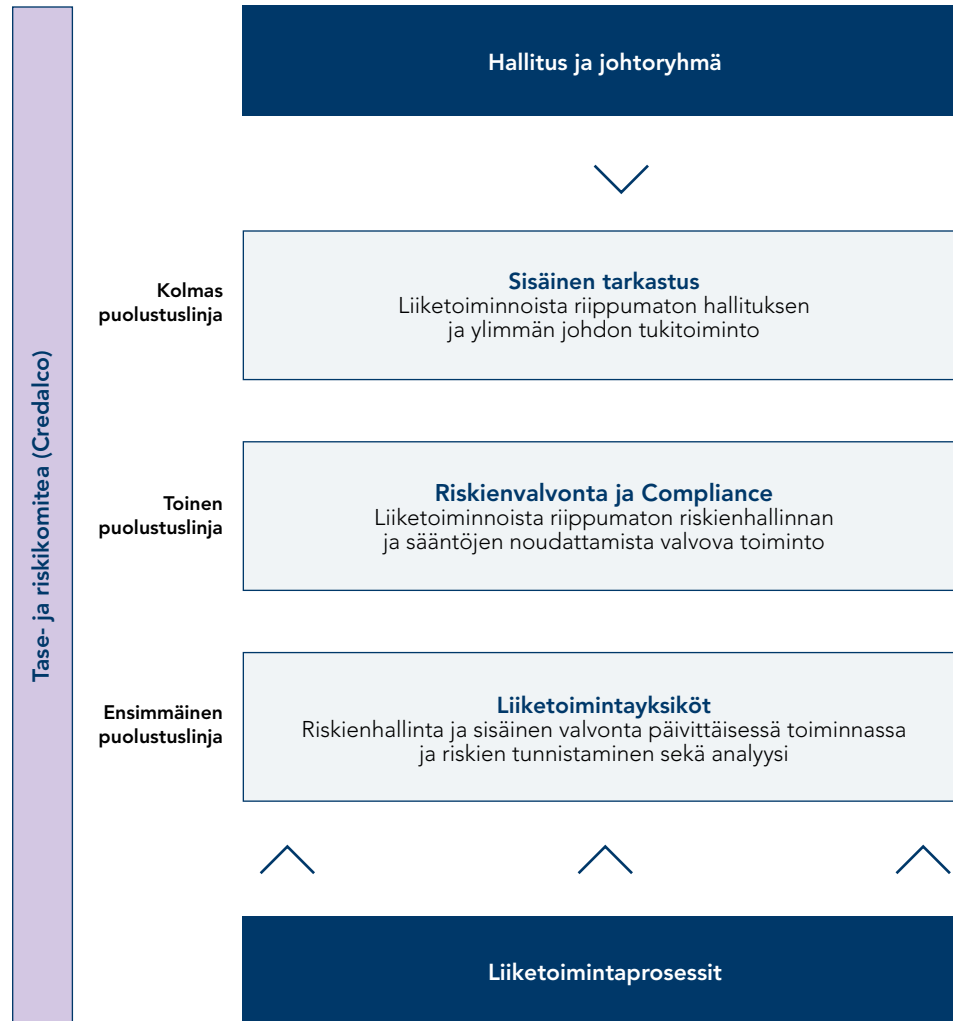 Hallitus ja johtoryhmä
Tase- ja riskikomitea (Credalco)
Kolmas
puolustuslinja
Sisäinen tarkastus
Liiketoiminnoista riippumaton hallituksen
ja ylimmän johdon tukitoiminto
Toinen
puolustuslinja
Riskienvalvonta ja Compliance
Liiketoiminnoista riippumaton riskienhallinnan
ja sääntöjen noudattamista valvova toiminto
Ensimmäinen
puolustuslinja
Liiketoimintayksiköt
Riskienhallinta ja sisäinen valvonta päivittäisessä toiminnassa
ja riskien tunnistaminen sekä analyysi
Liiketoimintaprosessit